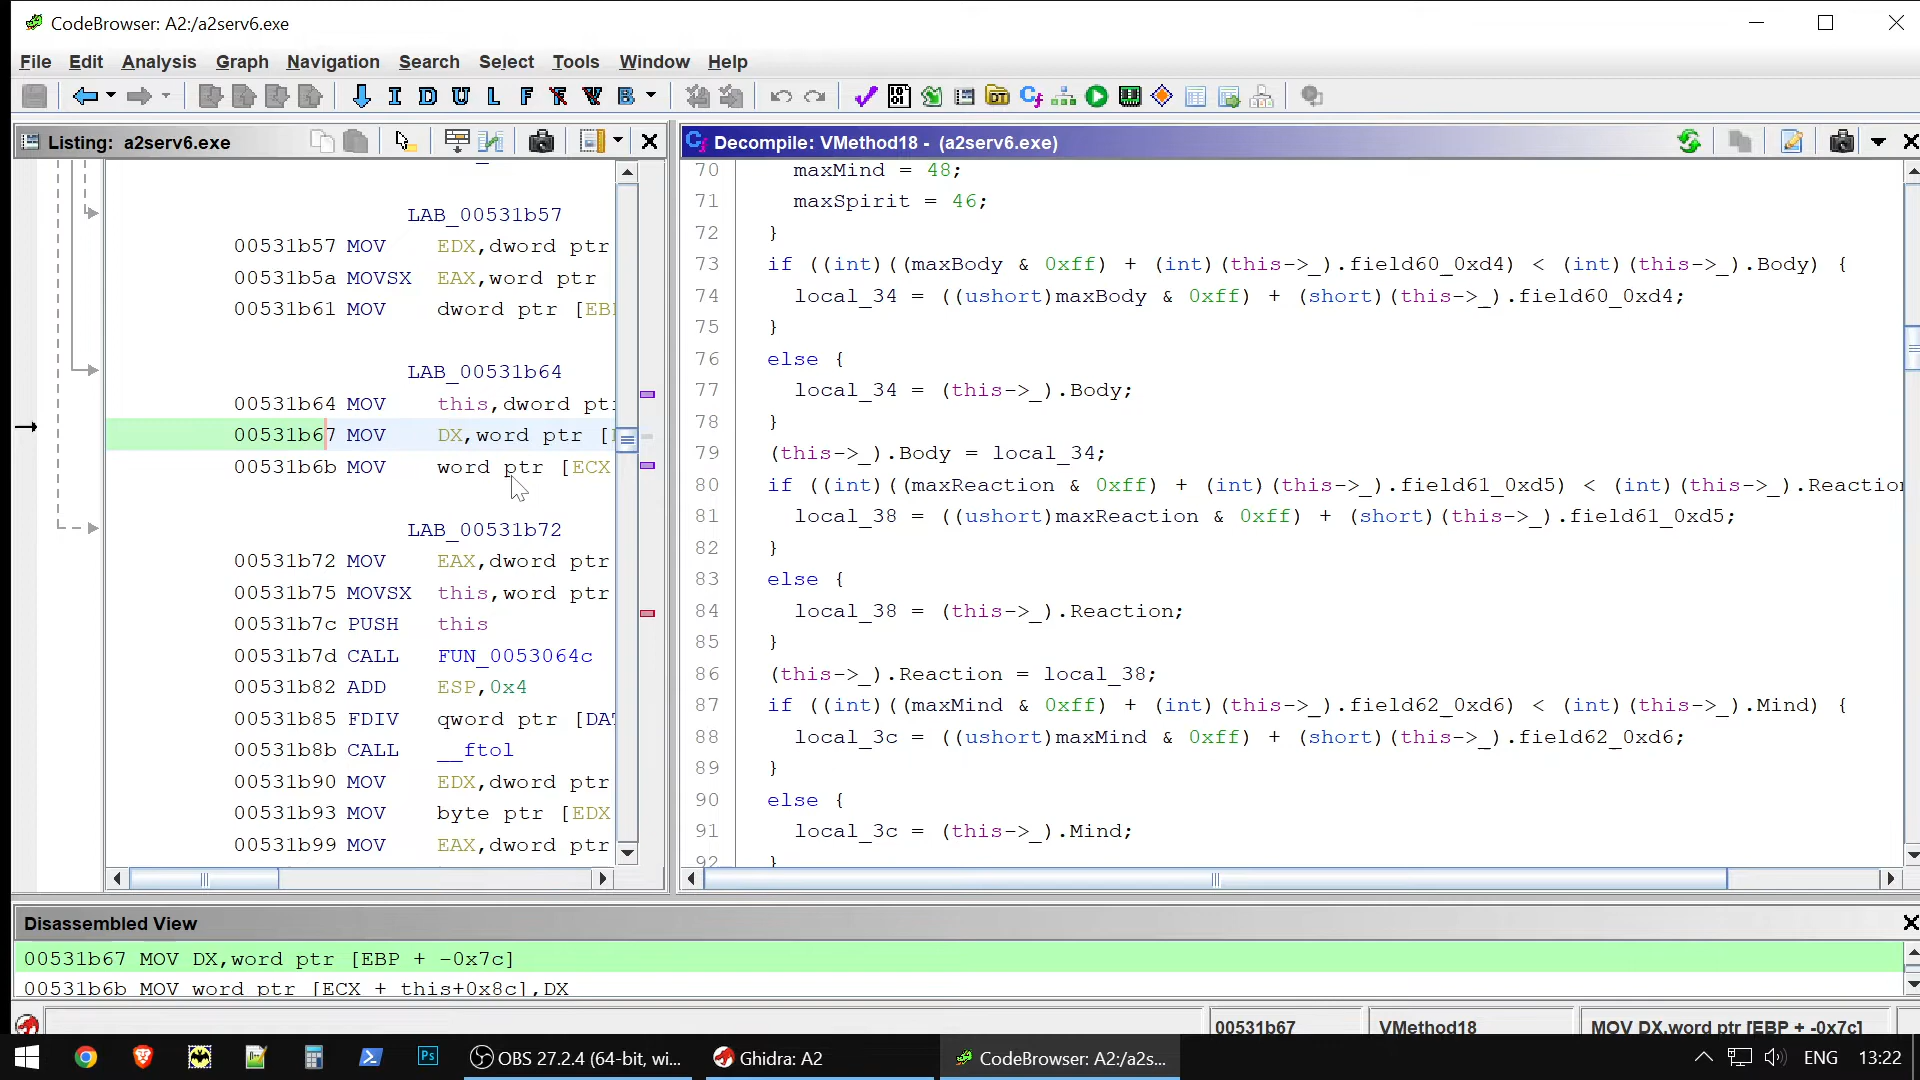 CodeBrowser: A2:/a2serv6.exe
File Edit Analysis Graph Navigation Search Select Tools Window Help
I D U L F B
Listing: a2serv6.exe
LAB_00531b57
00531b57 MOV EDX,dword ptr
00531b5a MOVSX EAX,word ptr
00531b61 MOV dword ptr [EB
LAB_00531b64
00531b64 MOV this,dword pt
00531b67 MOV DX,word ptr [
00531b6b MOV word ptr [ECX
LAB_00531b72
00531b72 MOV EAX,dword ptr
00531b75 MOVSX this,word ptr
00531b7c PUSH this
00531b7d CALL FUN_0053064c
00531b82 ADD ESP,0x4
00531b85 FDIV qword ptr [DA
00531b8b CALL __ftol
00531b90 MOV EDX,dword ptr
00531b93 MOV byte ptr [EDX
00531b99 MOV EAX,dword ptr
Decompile: VMethod18 - (a2serv6.exe)
70 maxMind = 48;
71 maxSpirit = 46;
72 }
73 if ((int)((maxBody & 0xff) + (int)(this->_).field60_0xd4) < (int)(this->_).Body) {
74 local_34 = ((ushort)maxBody & 0xff) + (short)(this->_).field60_0xd4;
75 }
76 else {
77 local_34 = (this->_).Body;
78 }
79 (this->_).Body = local_34;
80 if ((int)((maxReaction & 0xff) + (int)(this->_).field61_0xd5) < (int)(this->_).Reaction
81 local_38 = ((ushort)maxReaction & 0xff) + (short)(this->_).field61_0xd5;
82 }
83 else {
84 local_38 = (this->_).Reaction;
85 }
86 (this->_).Reaction = local_38;
87 if ((int)((maxMind & 0xff) + (int)(this->_).field62_0xd6) < (int)(this->_).Mind) {
88 local_3c = ((ushort)maxMind & 0xff) + (short)(this->_).field62_0xd6;
89 }
90 else {
91 local_3c = (this->_).Mind;
92 }
Disassembled View
00531b67 MOV DX,word ptr [EBP + -0x7c]
00531b6b MOV word ptr [ECX + this+0x8c],DX
00531b67 VMethod18 MOV DX,word ptr [EBP + -0x7c]
Ps OBS 27.2.4 (64-bit, wi... Ghidra: A2 CodeBrowser: A2:/a2s... ENG 13:22